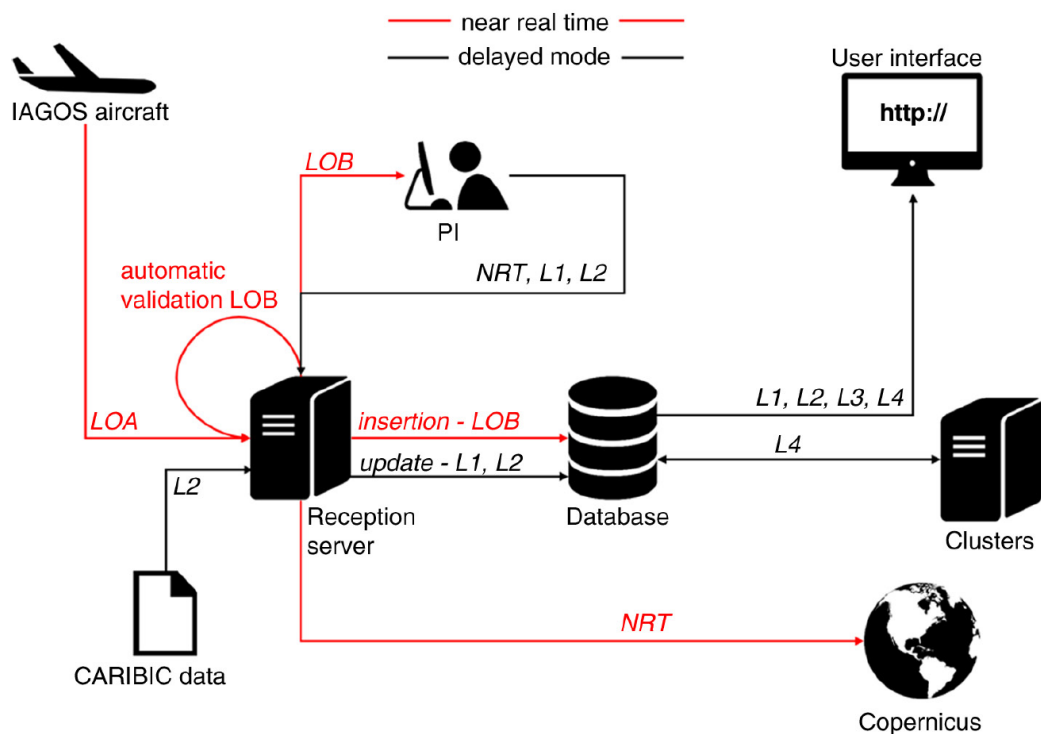 near real time
delayed mode
User interface
http://
IAGOS aircraft
LOB
PI
NRT, L1, L2
automatic
validation LOB
LOA
insertion - LOB
L1, L2, L3, L4
update - L1, L2
L4
L2
Reception
server
Database
Clusters
NRT
CARIBIC data
Copernicus